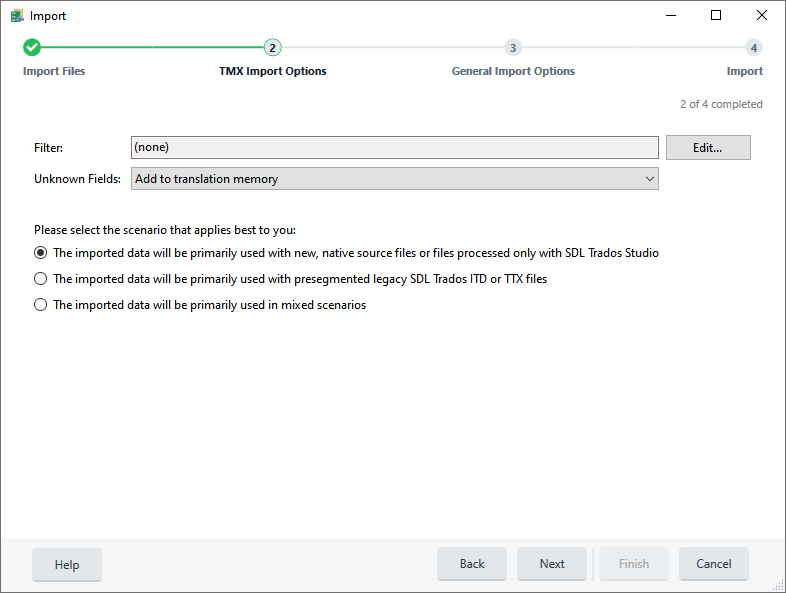 Import
2 3 4
Import Files TMX Import Options General Import Options Import
2 of 4 completed
Filter: (none) Edit...
Unknown Fields: Add to translation memory
Please select the scenario that applies best to you:
The imported data will be primarily used with new, native source files or files processed only with SDL Trados Studio
The imported data will be primarily used with presegmented legacy SDL Trados ITD or TTX files
The imported data will be primarily used in mixed scenarios
Help Back Next Finish Cancel